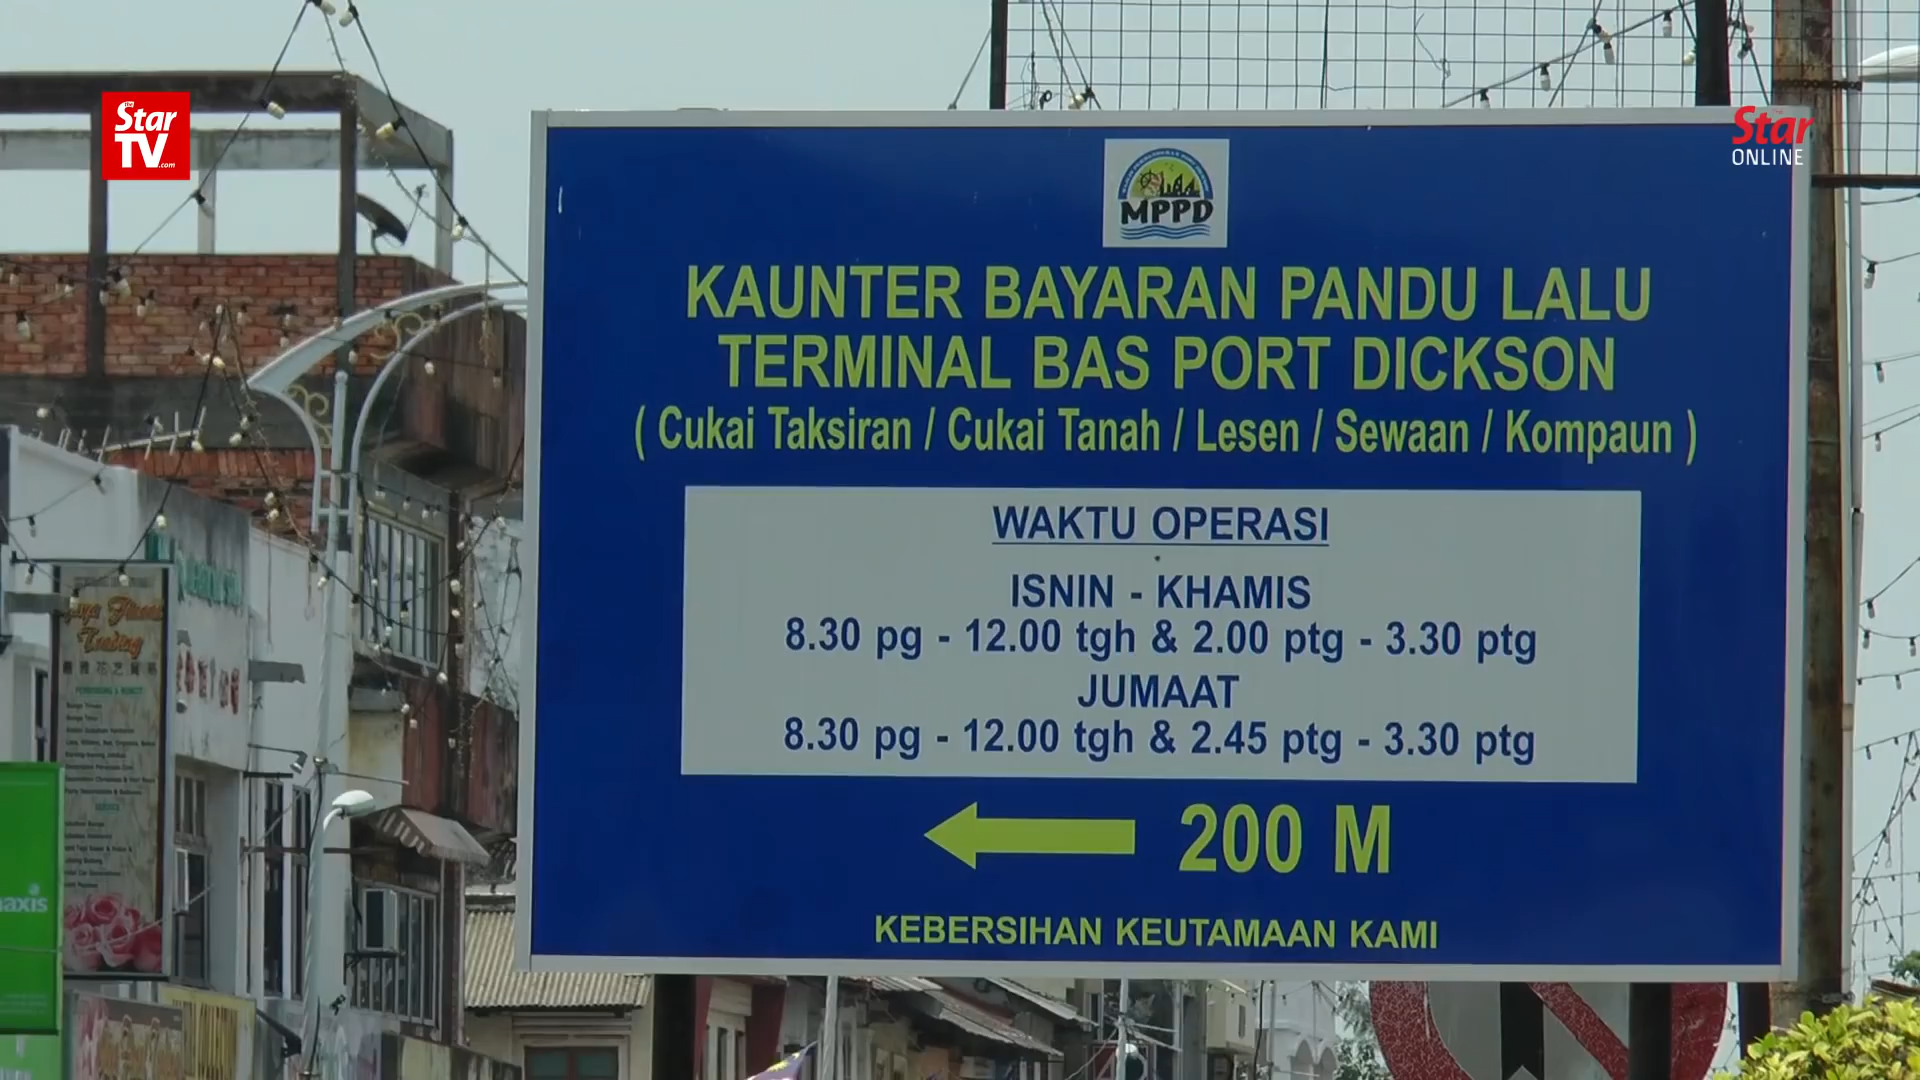 The Star
TV.com
Star
ONLINE
MPPD
KAUNTER BAYARAN PANDU LALU
TERMINAL BAS PORT DICKSON
( Cukai Taksiran / Cukai Tanah / Lesen / Sewaan / Kompaun )
WAKTU OPERASI
ISNIN - KHAMIS
8.30 pg - 12.00 tgh & 2.00 ptg - 3.30 ptg
JUMAAT
8.30 pg - 12.00 tgh & 2.45 ptg - 3.30 ptg
200 M
KEBERSIHAN KEUTAMAAN KAMI
Trading
axis